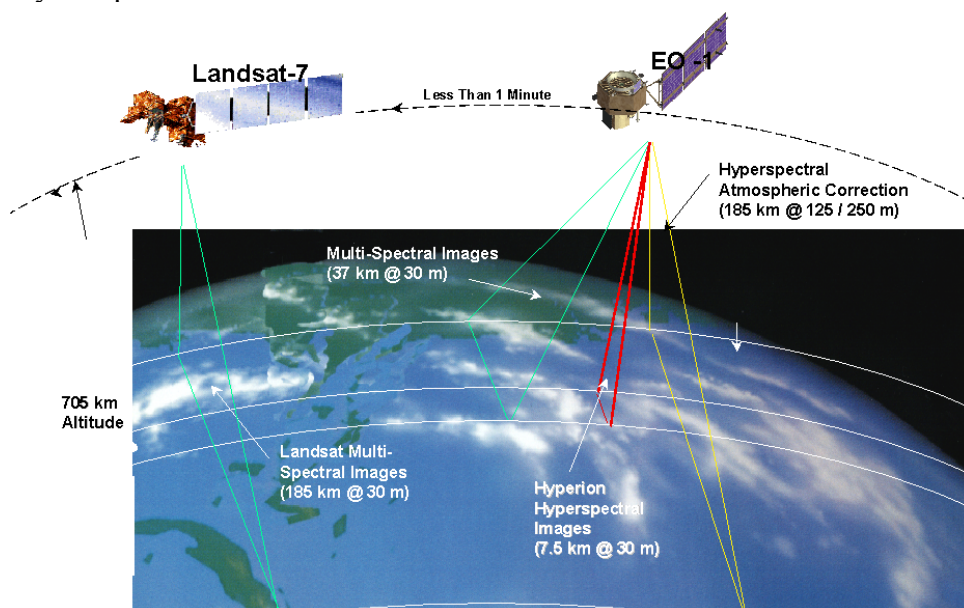 Landsat-7
EO -1
Less Than 1 Minute
Hyperspectral
Atmospheric Correction
(185 km @ 125 / 250 m)
Multi-Spectral Images
(37 km @ 30 m)
705 km
Altitude
Landsat Multi-
Spectral Images
(185 km @ 30 m)
Hyperion
Hyperspectral
Images
(7.5 km @ 30 m)